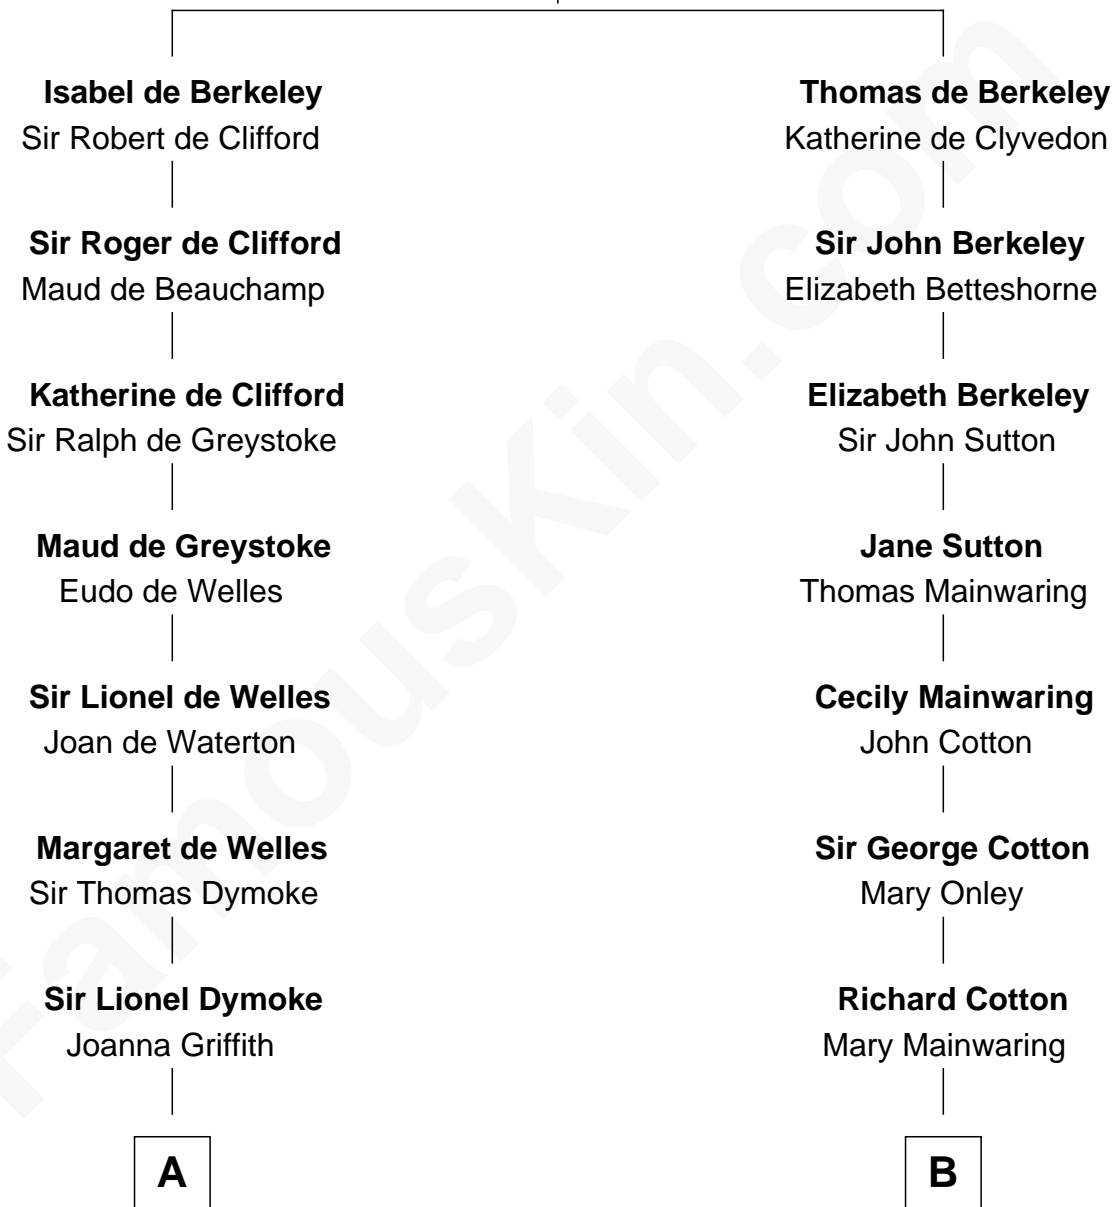 Isabel de Berkeley
Sir Robert de Clifford
Sir Roger de Clifford
Maud de Beauchamp
Katherine de Clifford
Sir Ralph de Greystoke
Maud de Greystoke
Eudo de Welles
Sir Lionel de Welles
Joan de Waterton
Margaret de Welles
Sir Thomas Dymoke
Sir Lionel Dymoke
Joanna Griffith
A
Thomas de Berkeley
Katherine de Clyvedon
Sir John Berkeley
Elizabeth Betteshorne
Elizabeth Berkeley
Sir John Sutton
Jane Sutton
Thomas Mainwaring
Cecily Mainwaring
John Cotton
Sir George Cotton
Mary Onley
Richard Cotton
Mary Mainwaring
B
FamousKin.com